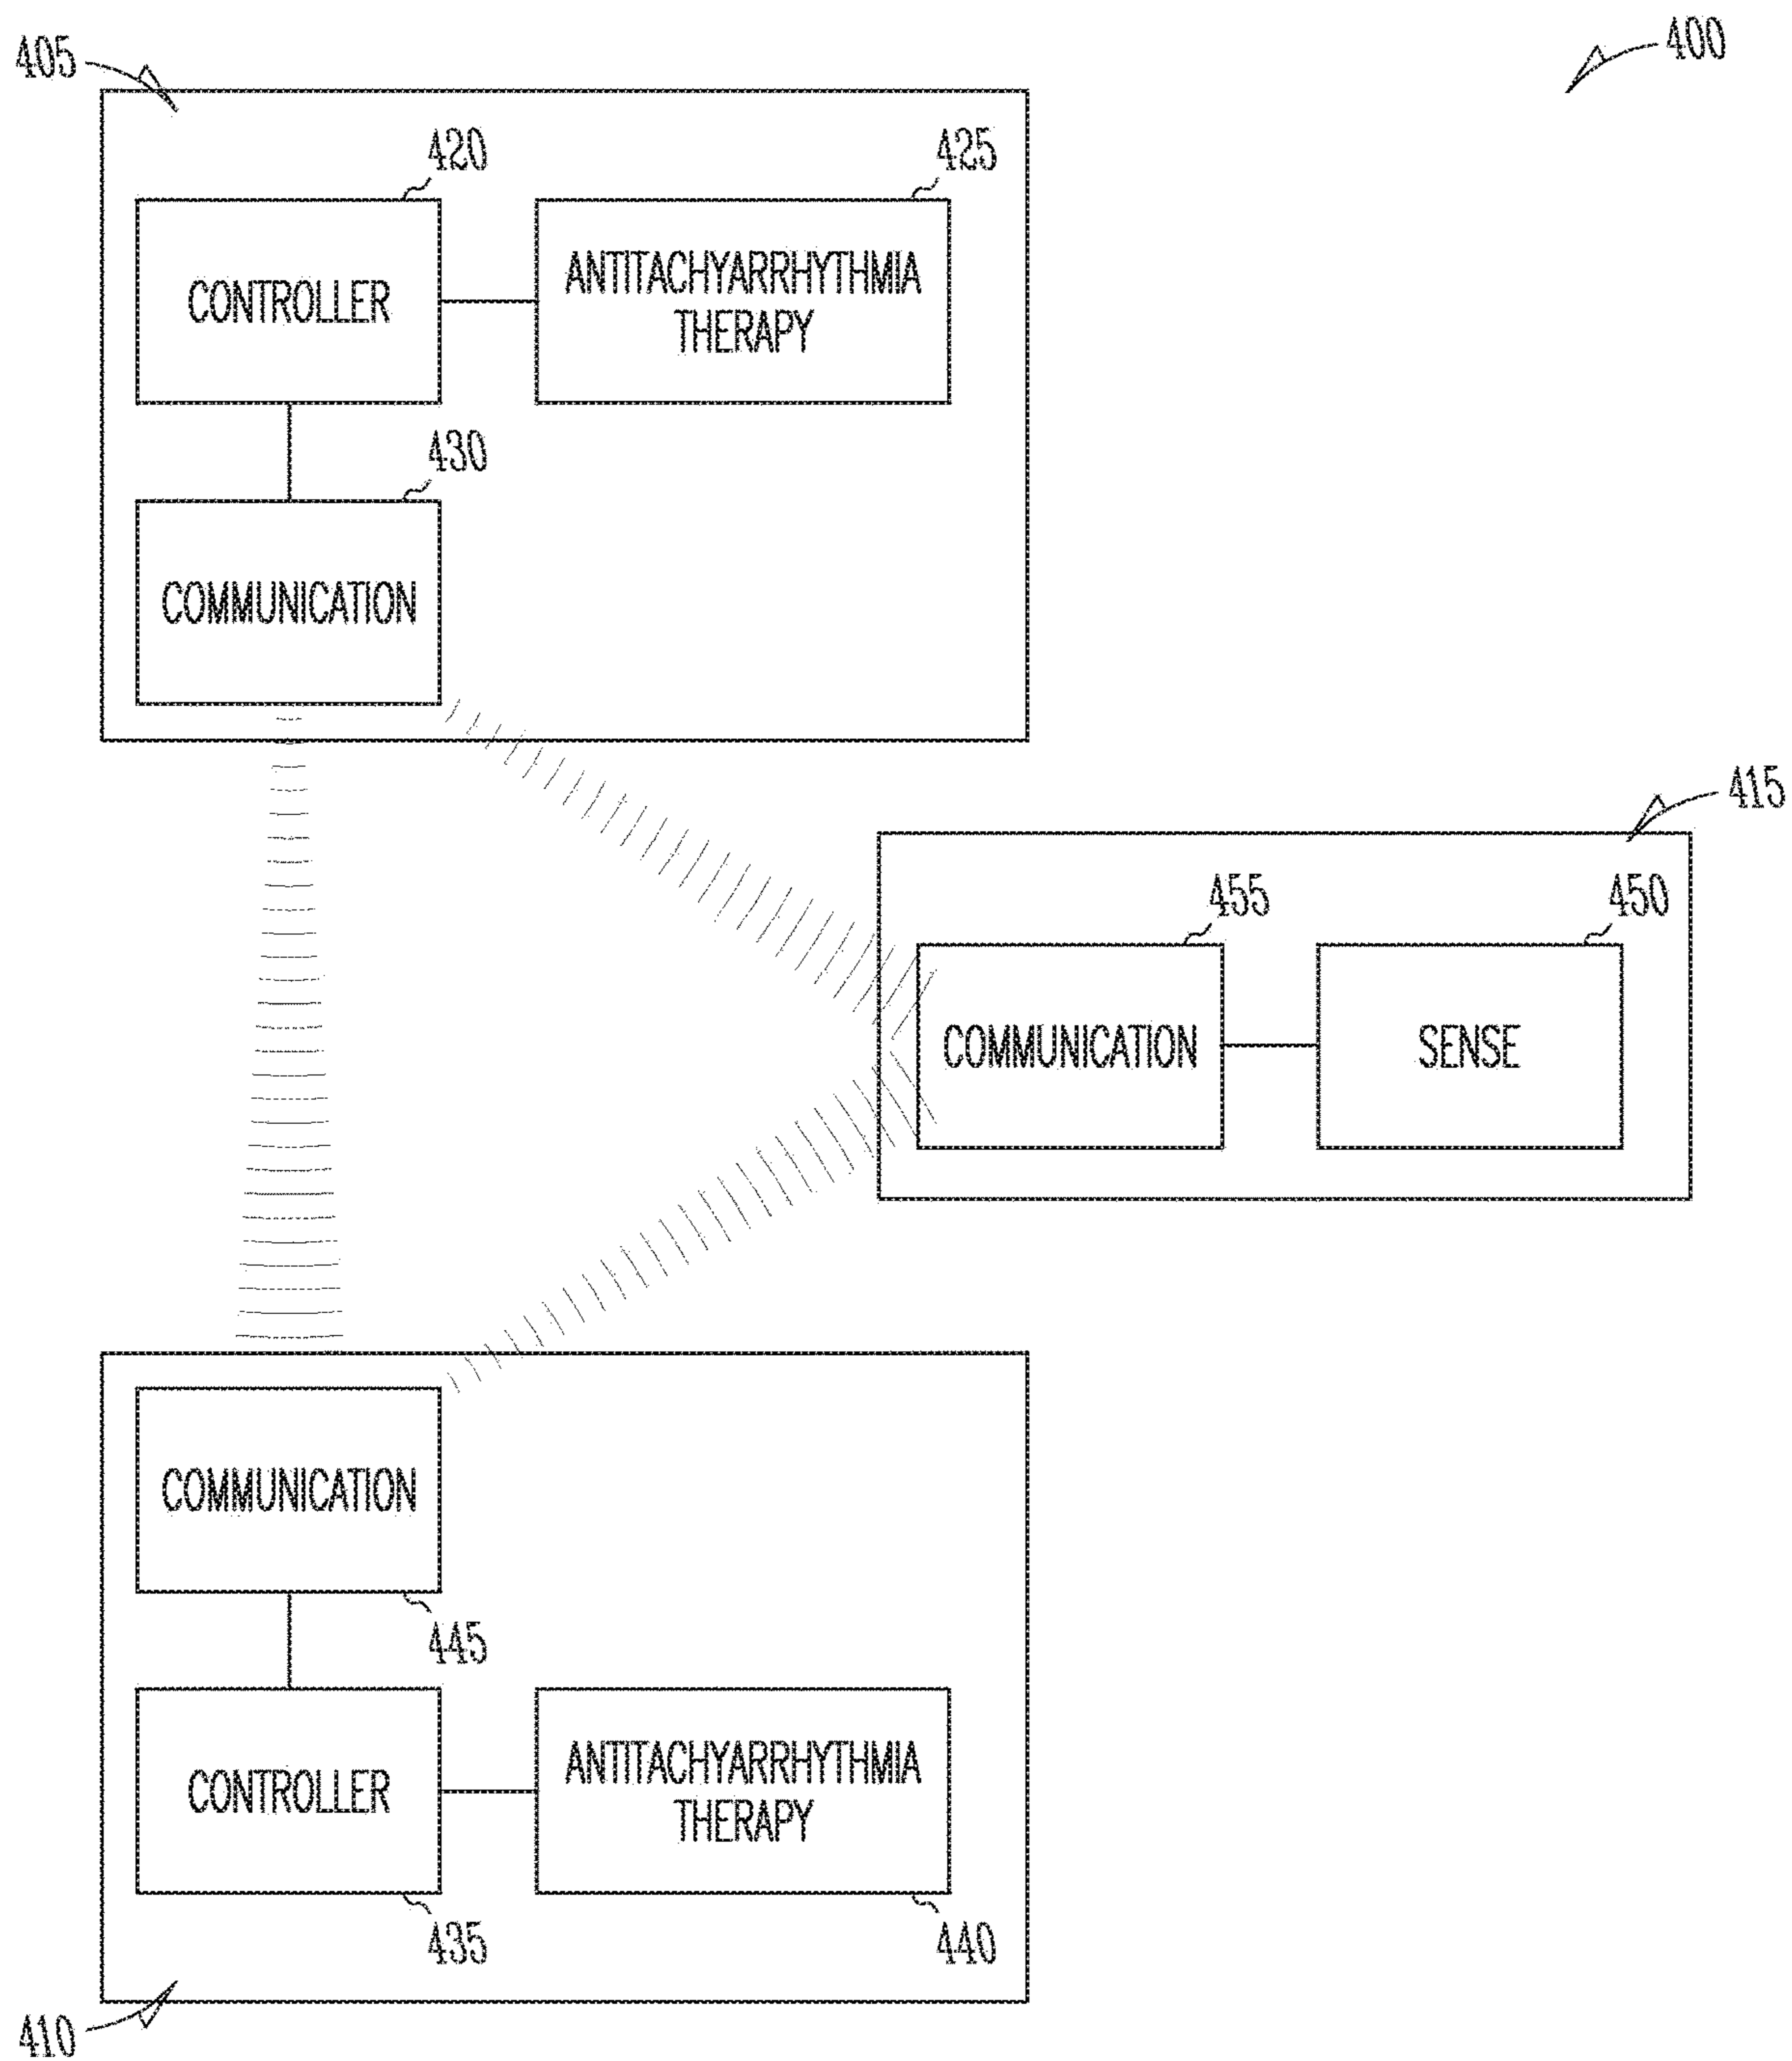 400
405
420
425
CONTROLLER
ANTITACHYARRHYTHMIA
THERAPY
430
COMMUNICATION
415
455
450
COMMUNICATION
SENSE
COMMUNICATION
445
CONTROLLER
ANTITACHYARRHYTHMIA
THERAPY
435
440
410